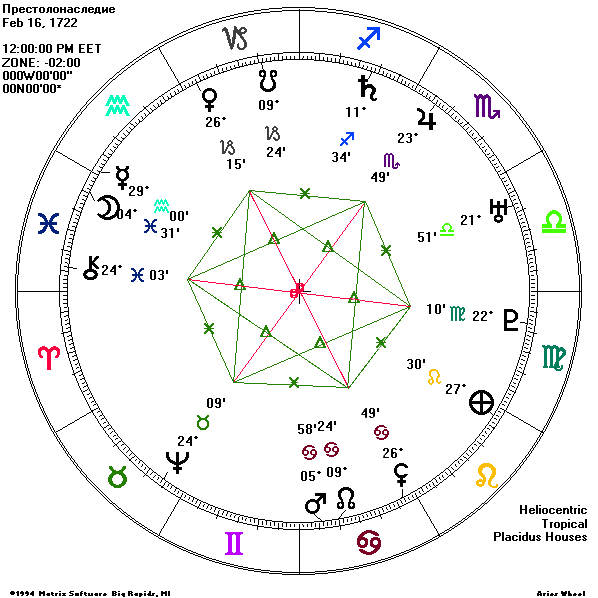 Престолонаследие
Feb 16, 1722
12:00:00 PM EET
ZONE: -02:00
000W00'00"
00N00'00"
09° 24'
11° 34'
26° 15'
23° 49'
29° 00'
04° 31'
21° 51'
24° 03'
10' 22°
30' 27°
09' 24°
58' 05°
24' 09°
49' 26°
Heliocentric
Tropical
Placidus Houses
©1994 Matrix Software Big Rapids, MI
Aries Wheel